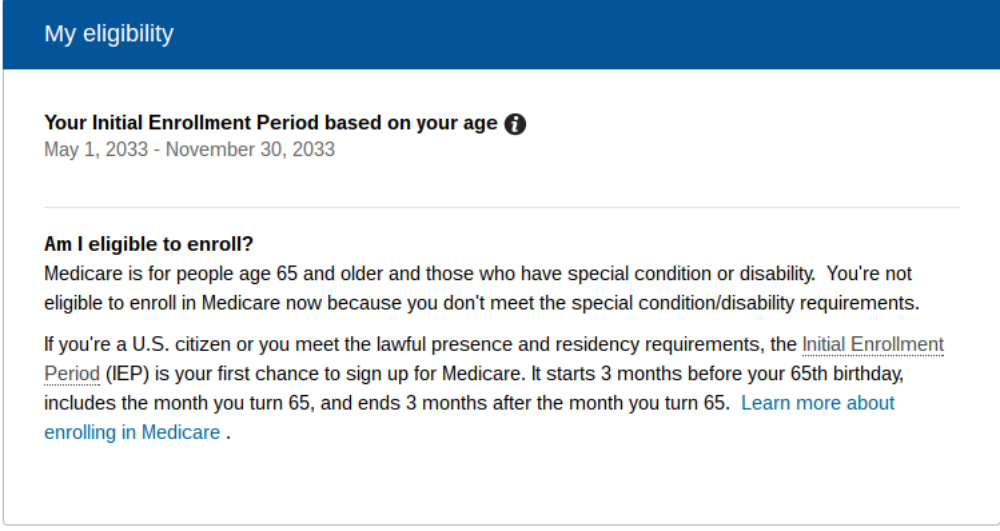 My eligibility
Your Initial Enrollment Period based on your age
May 1, 2033 - November 30, 2033
Am I eligible to enroll?
Medicare is for people age 65 and older and those who have special condition or disability.  You're not
eligible to enroll in Medicare now because you don't meet the special condition/disability requirements.
If you're a U.S. citizen or you meet the lawful presence and residency requirements, the Initial Enrollment
Period (IEP) is your first chance to sign up for Medicare. It starts 3 months before your 65th birthday,
includes the month you turn 65, and ends 3 months after the month you turn 65.  Learn more about
enrolling in Medicare .